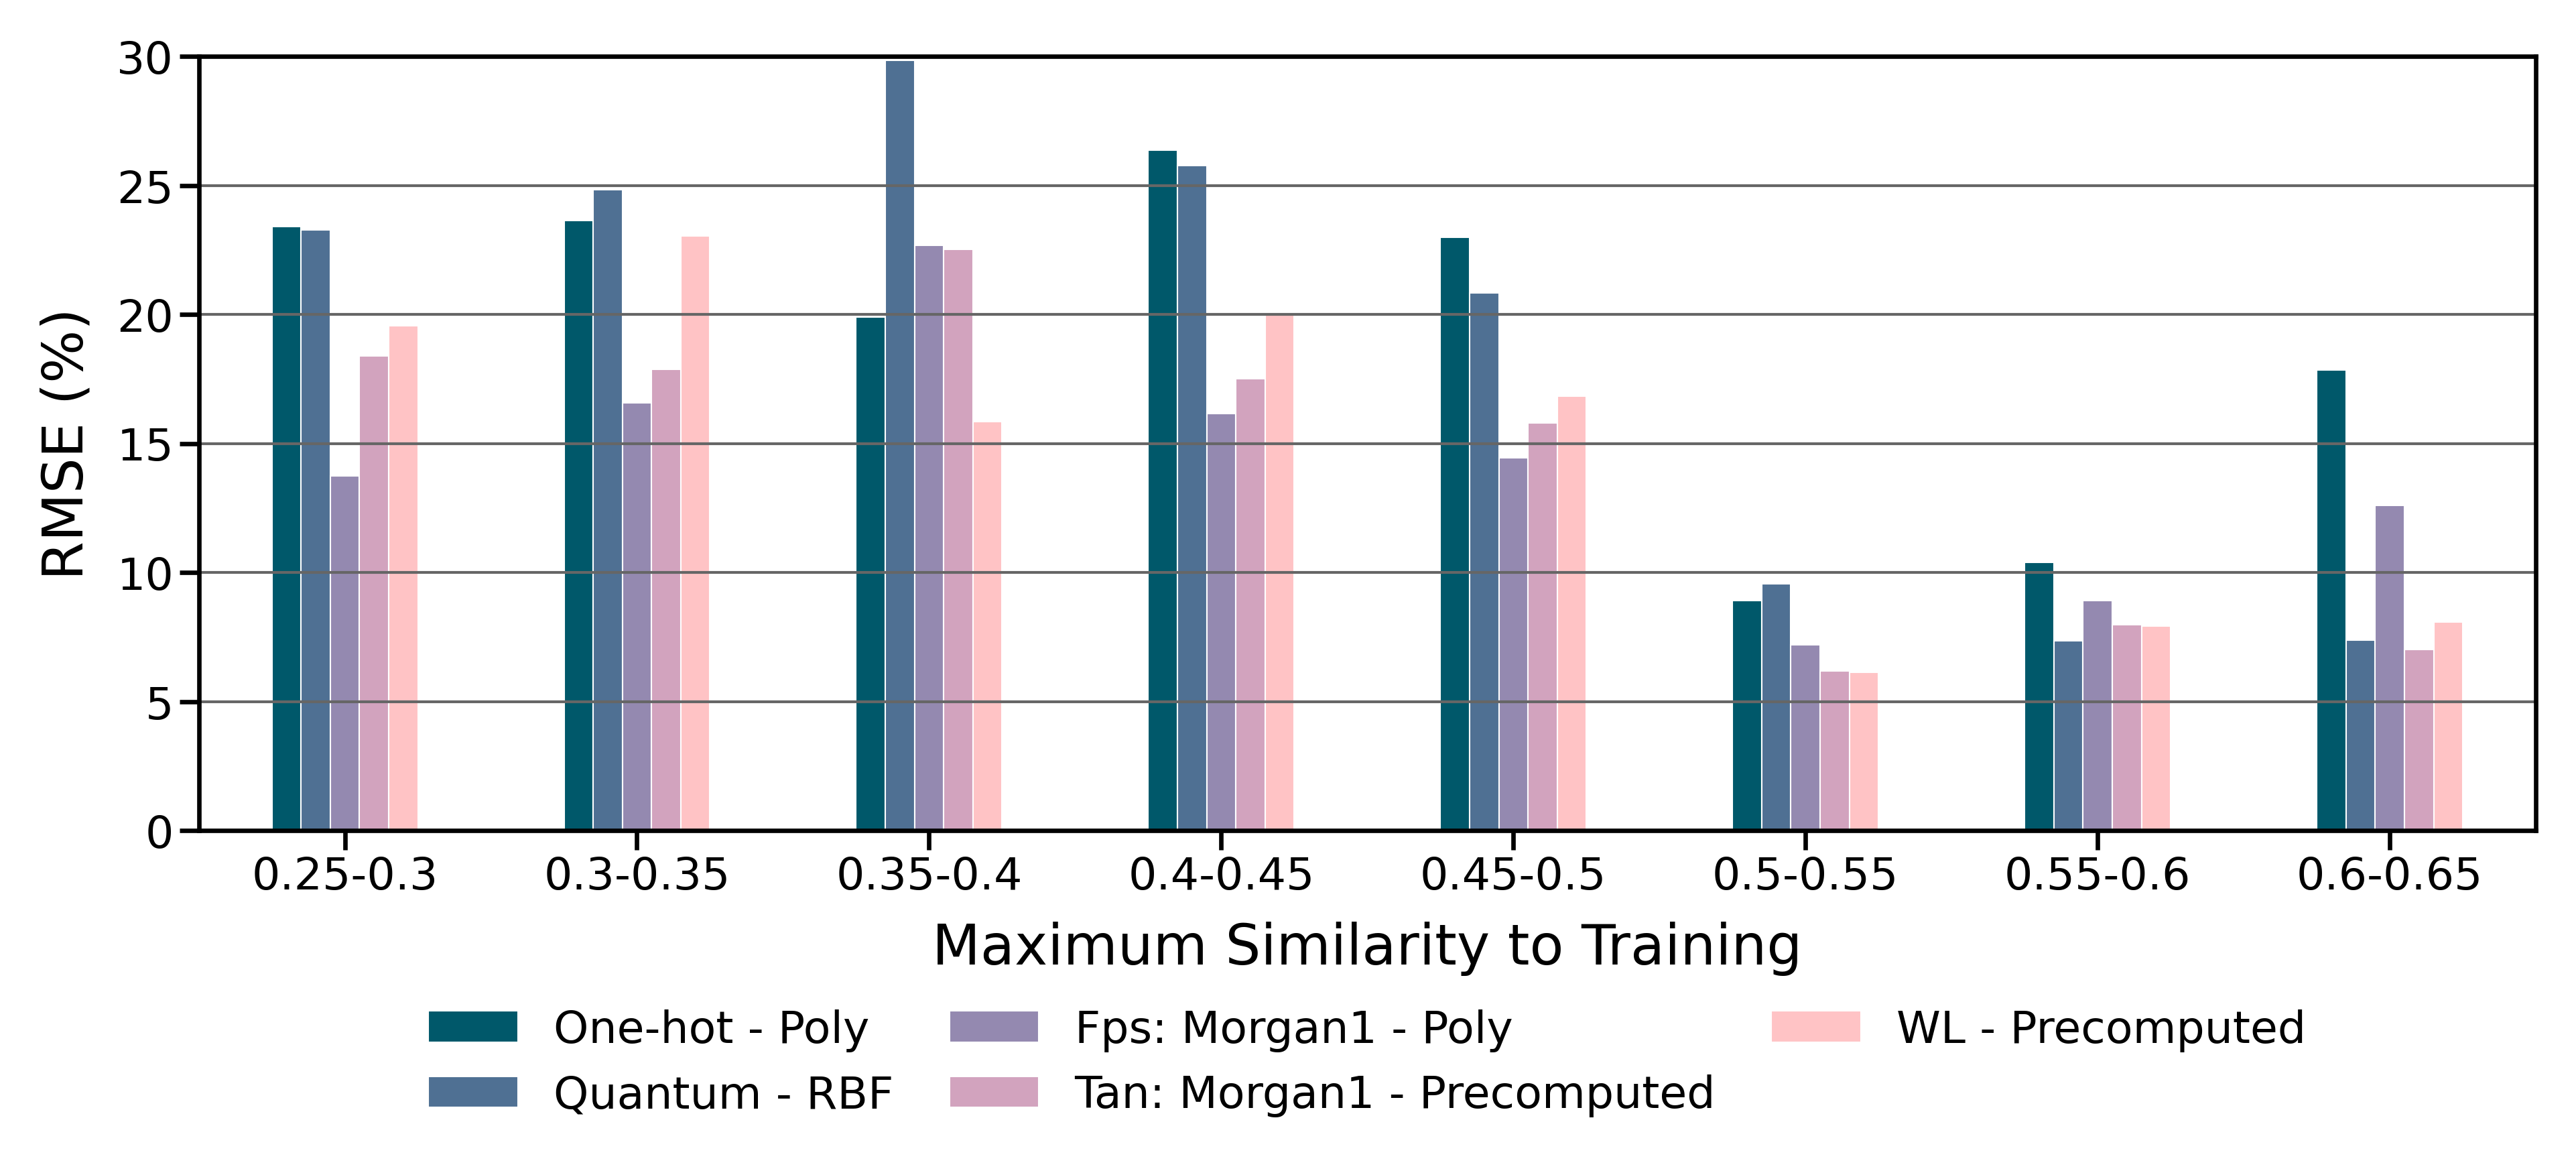 30
25
20
15
10
5
0
RMSE (%)
0.25-0.3 0.3-0.35 0.35-0.4 0.4-0.45 0.45-0.5 0.5-0.55 0.55-0.6 0.6-0.65
Maximum Similarity to Training
One-hot - Poly Fps: Morgan1 - Poly WL - Precomputed
Quantum - RBF Tan: Morgan1 - Precomputed